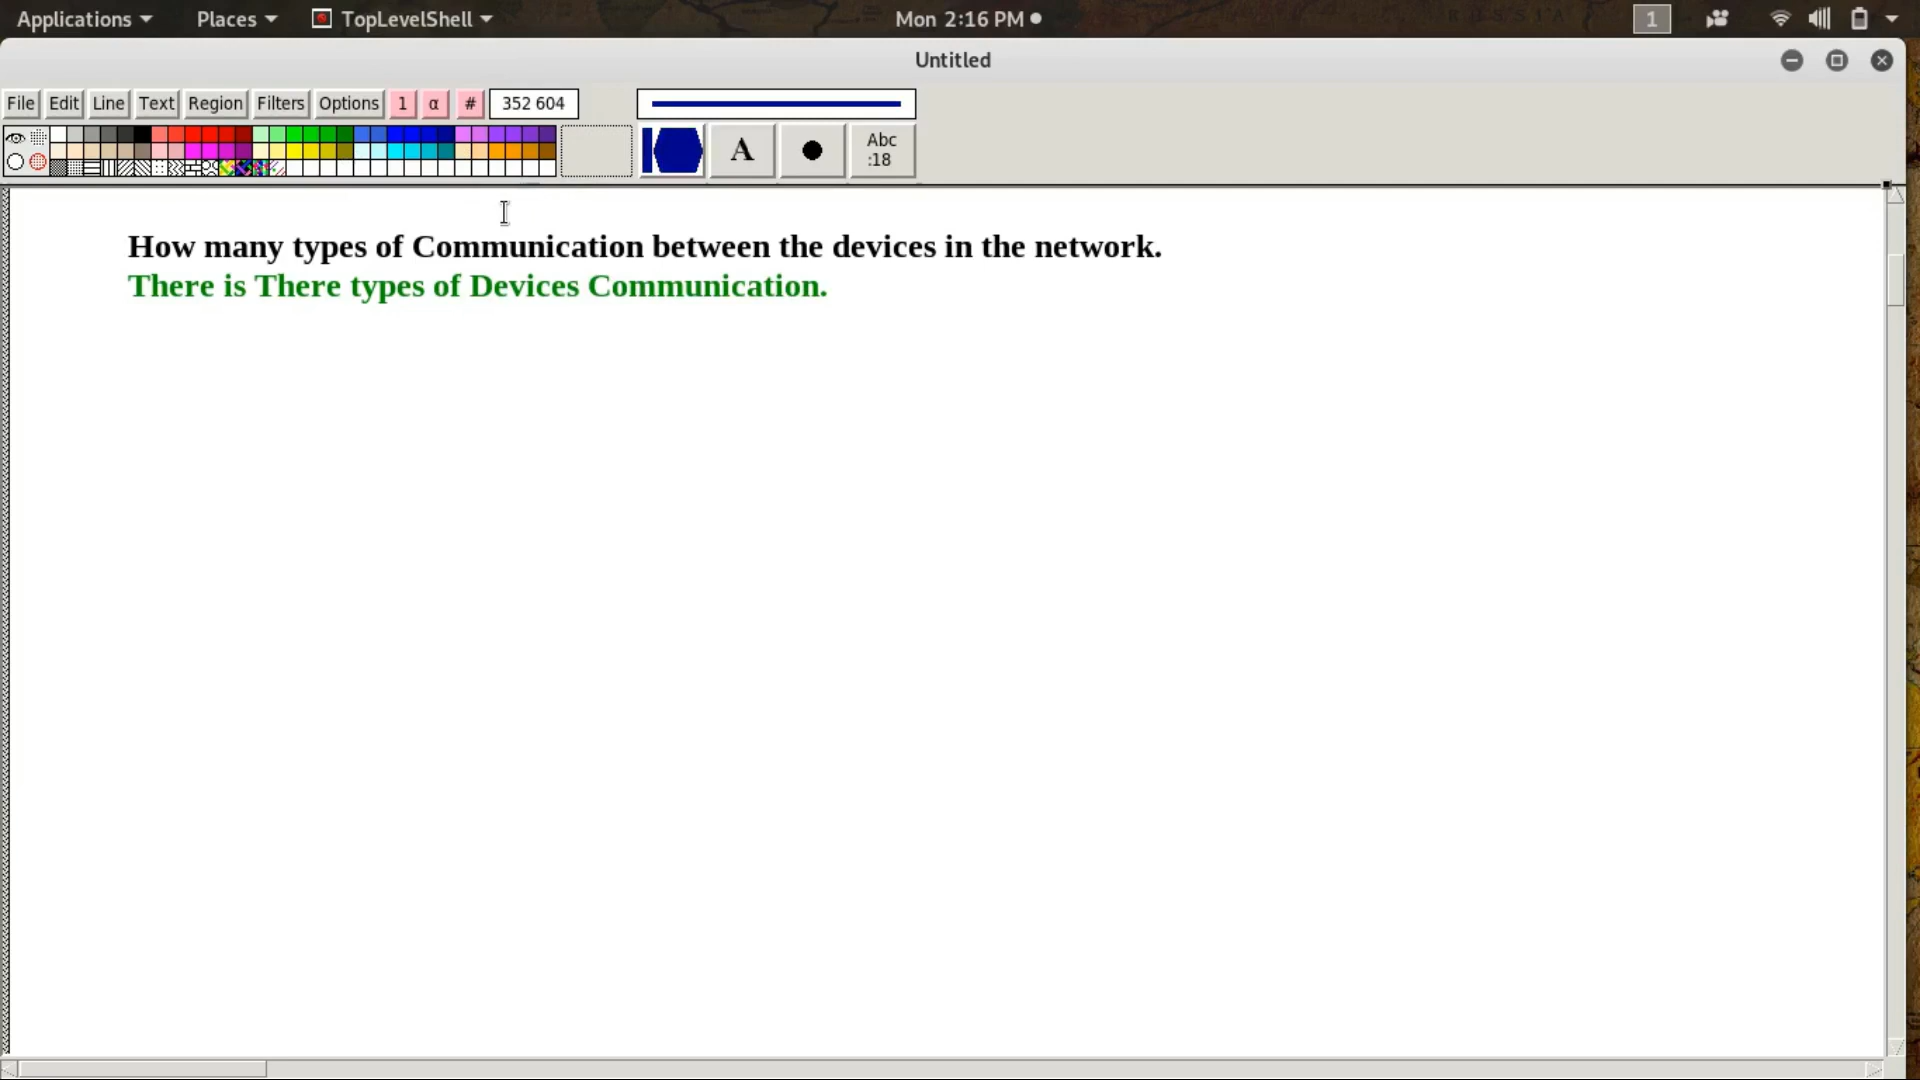 Applications Places TopLevelShell Mon 2:16 PM 1
Untitled
File Edit Line Text Region Filters Options 1 α # 352 604
A Abc
:18
How many types of Communication between the devices in the network.
There is There types of Devices Communication.